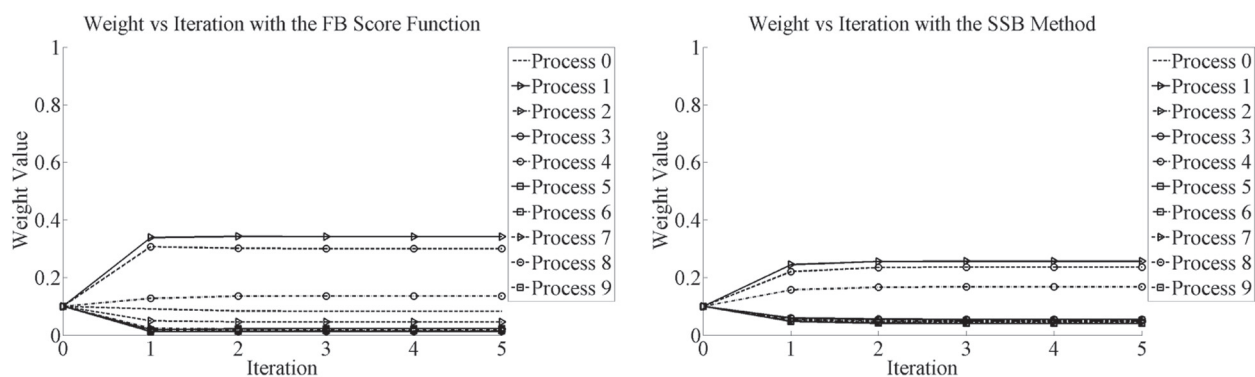 Weight vs Iteration with the FB Score Function
1
0.8
0.6
0.4
0.2
0
Weight Value
0 1 2 3 4 5
Iteration
Process 0
Process 1
Process 2
Process 3
Process 4
Process 5
Process 6
Process 7
Process 8
Process 9
Weight vs Iteration with the SSB Method
1
0.8
0.6
0.4
0.2
0
Weight Value
0 1 2 3 4 5
Iteration
Process 0
Process 1
Process 2
Process 3
Process 4
Process 5
Process 6
Process 7
Process 8
Process 9